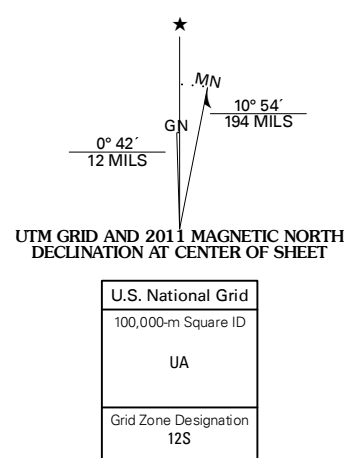 ★
MN
GN
0° 42´
12 MILS
10° 54´
194 MILS
UTM GRID AND 2011 MAGNETIC NORTH
DECLINATION AT CENTER OF SHEET
U.S. National Grid
100,000-m Square ID
UA
Grid Zone Designation
12S